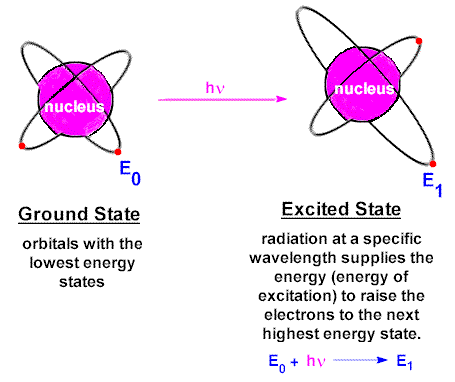 nucleus
hν
nucleus
E0
E1
Ground State
orbitals with the
lowest energy
states
Excited State
radiation at a specific
wavelength supplies the
energy (energy of
excitation) to raise the
electrons to the next
highest energy state.
E0 + hν E1